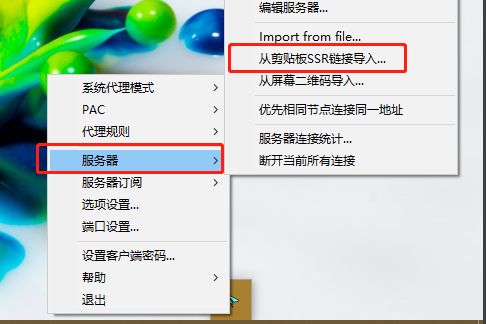 编辑服务器...
Import from file...
从剪贴板SSR链接导入...
从屏幕二维码导入...
优先相同节点连接同一地址
服务器连接统计...
断开当前所有连接
系统代理模式
PAC
代理规则
服务器
服务器订阅
选项设置...
端口设置...
设置客户端密码...
帮助
退出